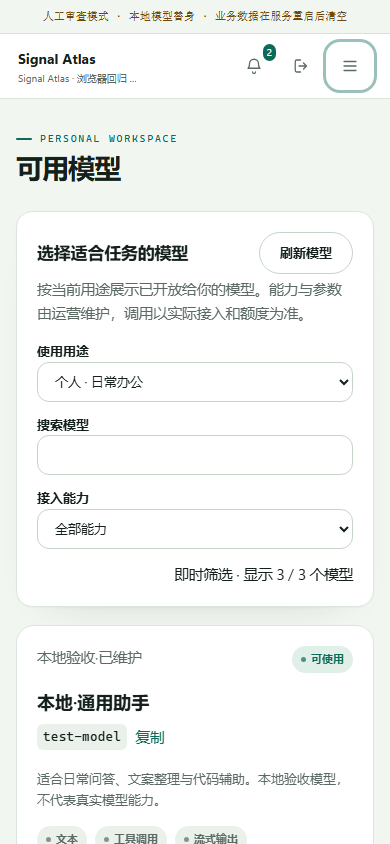 人工审查模式 · 本地模型替身 · 业务数据在服务重启后清空
Signal Atlas
Signal Atlas · 浏览器回归 ...
2
PERSONAL WORKSPACE
可用模型
选择适合任务的模型
刷新模型
按当前用途展示已开放给你的模型。能力与参数
由运营维护，调用以实际接入和额度为准。
使用用途
个人 · 日常办公
搜索模型
接入能力
全部能力
即时筛选 · 显示 3 / 3 个模型
本地验收·已维护
可使用
本地·通用助手
test-model 复制
适合日常问答、文案整理与代码辅助。本地验收模型，
不代表真实模型能力。
文本 工具调用 流式输出